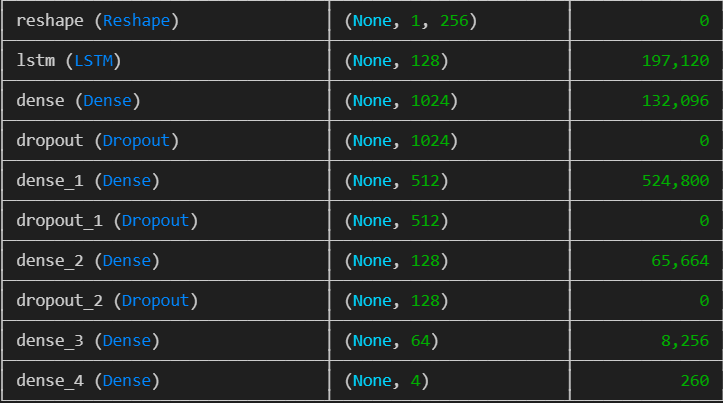 reshape (Reshape) (None, 1, 256) 0
lstm (LSTM) (None, 128) 197,120
dense (Dense) (None, 1024) 132,096
dropout (Dropout) (None, 1024) 0
dense_1 (Dense) (None, 512) 524,800
dropout_1 (Dropout) (None, 512) 0
dense_2 (Dense) (None, 128) 65,664
dropout_2 (Dropout) (None, 128) 0
dense_3 (Dense) (None, 64) 8,256
dense_4 (Dense) (None, 4) 260